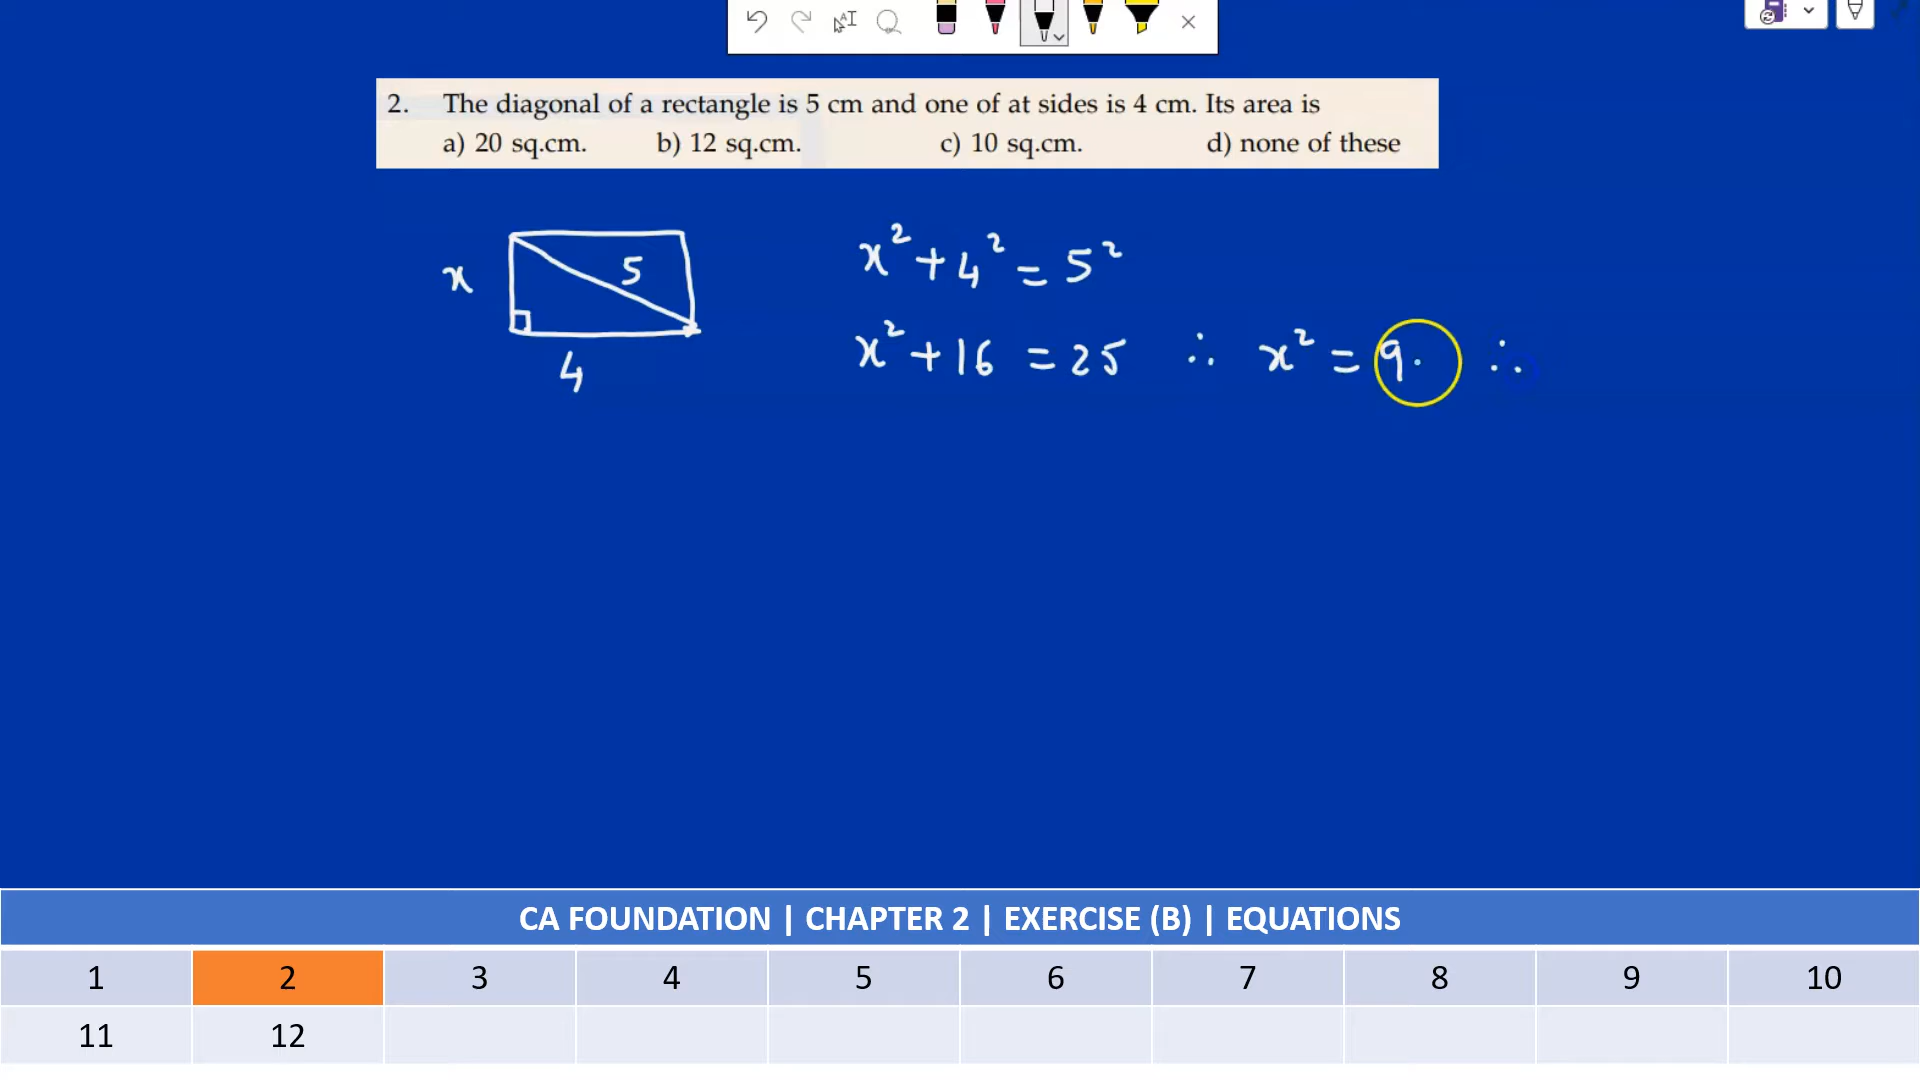 2. The diagonal of a rectangle is 5 cm and one of at sides is 4 cm. Its area is
a) 20 sq.cm. b) 12 sq.cm. c) 10 sq.cm. d) none of these
x 5
4
x² + 4² = 5²
x² + 16 = 25 ∴ x² = 9. ∴
CA FOUNDATION | CHAPTER 2 | EXERCISE (B) | EQUATIONS
1 2 3 4 5 6 7 8 9 10
11 12